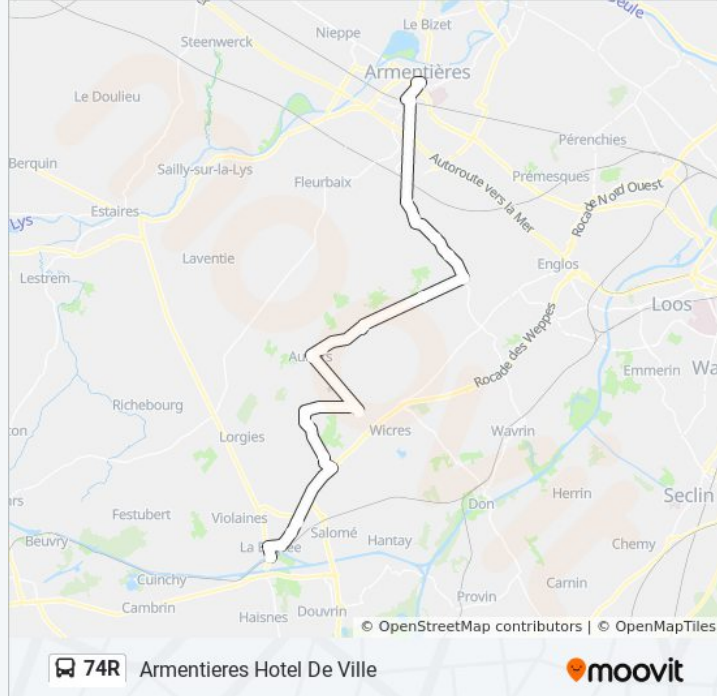 Le Bizet
Nieppe
Steenwerck
Armentières
Le Doulieu
Pérenchies
Berquin
Sailly-sur-la-Lys
Autoroute vers la Mer
Prémesques
Fleurbaix
Rocade Nord Ouest
Estaires
Lys
Laventie
Englos
Lestrem
Loos
Rocade des Weppes
Emmerin
Richebourg
Wicres
Wavrin
Lorgies
Herrin
Seclin
Don
Festubert
Violaines
Salomé
Hantay
Beuvry
Chemy
Cuinchy
Carnin
Provin
Cambrin
Haisnes
Douvrin
© OpenStreetMap contributors | © OpenMapTiles
74R Armentieres Hotel De Ville
moovit